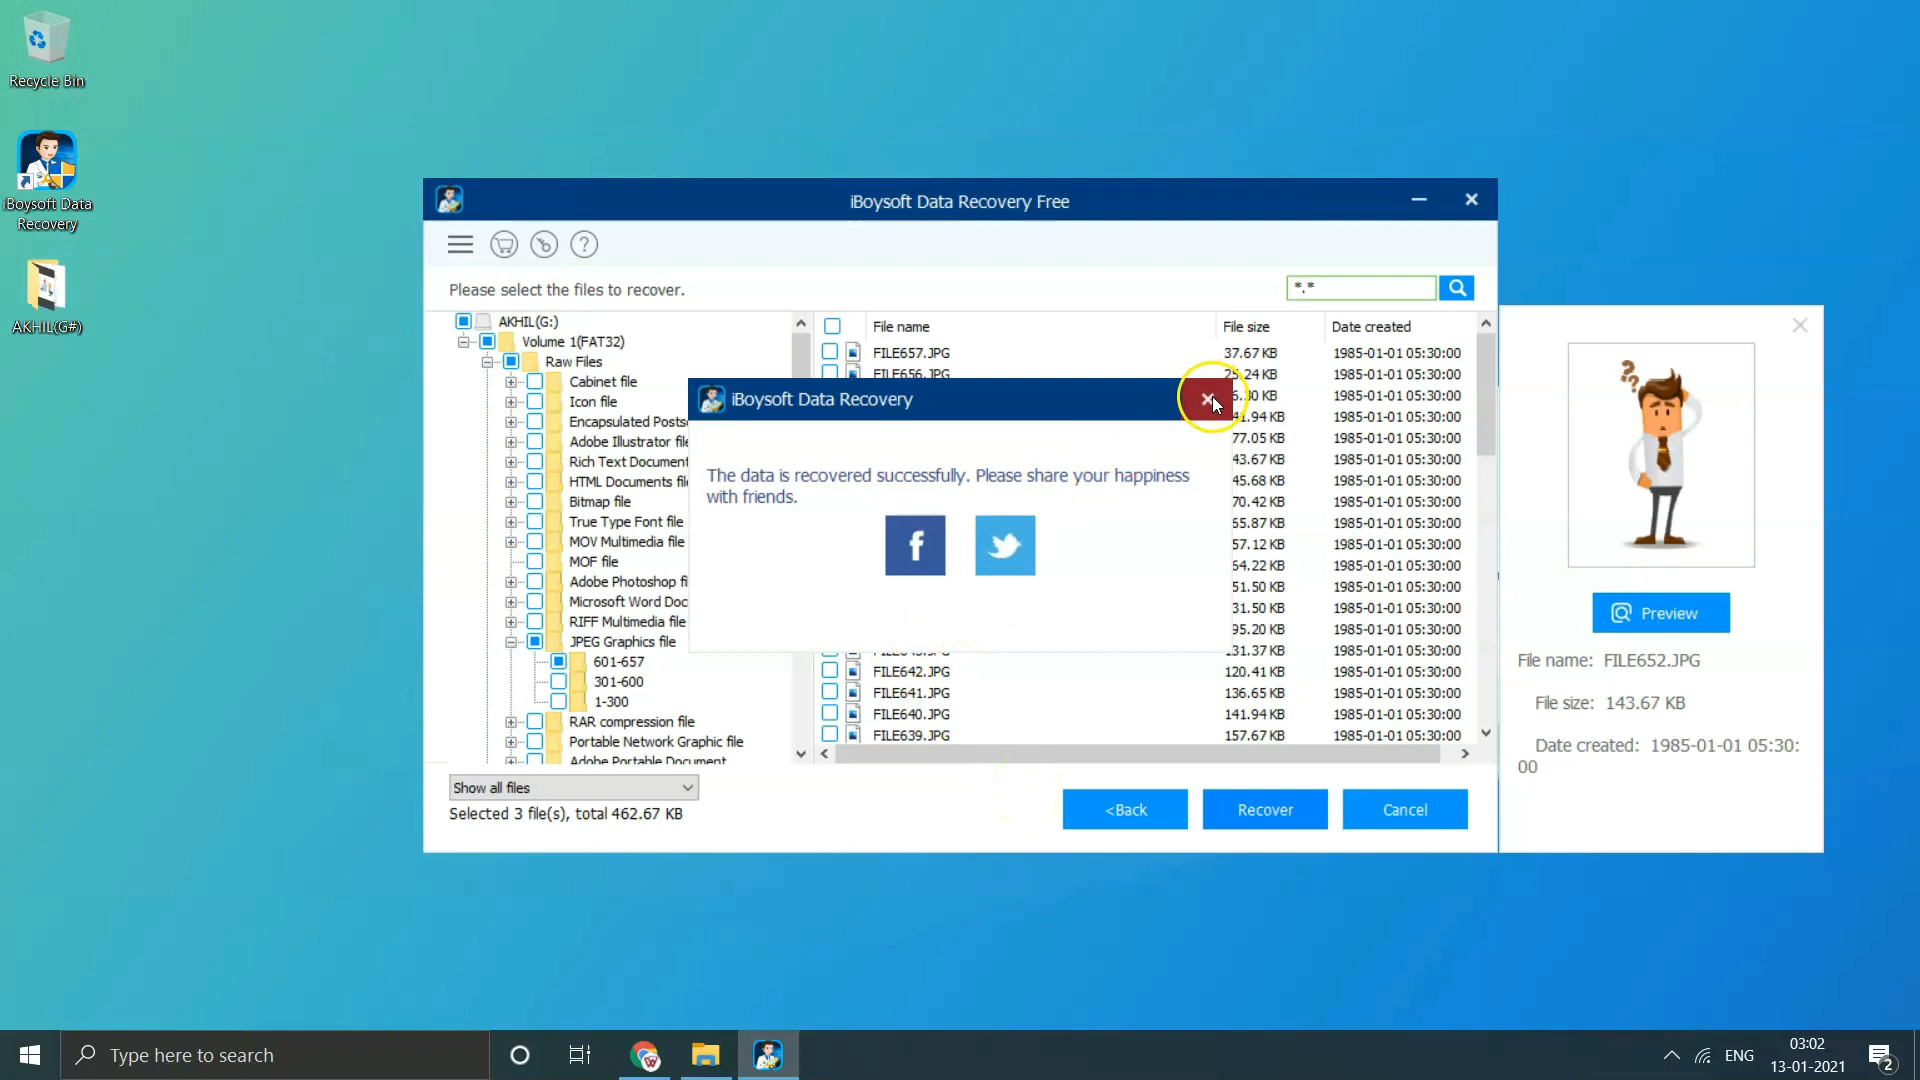 Recycle Bin
iBoysoft Data
Recovery
AKHIL(G#)
iBoysoft Data Recovery Free
Please select the files to recover.
*.*
AKHIL(G:)
Volume 1(FAT32)
Raw Files
Cabinet file
Icon file
Encapsulated Posts
Adobe Illustrator file
Rich Text Document
HTML Documents fil
Bitmap file
True Type Font file
MOV Multimedia file
MOF file
Adobe Photoshop fi
Microsoft Word Doc
RIFF Multimedia file
JPEG Graphics file
601-657
301-600
1-300
RAR compression file
Portable Network Graphic file
Adobe Portable Document
File name File size Date created
FILE657.JPG 37.67 KB 1985-01-01 05:30:00
FILE656.JPG 25.24 KB 1985-01-01 05:30:00
6.30 KB 1985-01-01 05:30:00
41.94 KB 1985-01-01 05:30:00
77.05 KB 1985-01-01 05:30:00
43.67 KB 1985-01-01 05:30:00
45.68 KB 1985-01-01 05:30:00
70.42 KB 1985-01-01 05:30:00
55.87 KB 1985-01-01 05:30:00
57.12 KB 1985-01-01 05:30:00
64.22 KB 1985-01-01 05:30:00
51.50 KB 1985-01-01 05:30:00
31.50 KB 1985-01-01 05:30:00
95.20 KB 1985-01-01 05:30:00
131.37 KB 1985-01-01 05:30:00
FILE642.JPG 120.41 KB 1985-01-01 05:30:00
FILE641.JPG 136.65 KB 1985-01-01 05:30:00
FILE640.JPG 141.94 KB 1985-01-01 05:30:00
FILE639.JPG 157.67 KB 1985-01-01 05:30:00
iBoysoft Data Recovery
The data is recovered successfully. Please share your happiness
with friends.
Show all files
Selected 3 file(s), total 462.67 KB
<Back
Recover
Cancel
Preview
File name: FILE652.JPG
File size: 143.67 KB
Date created: 1985-01-01 05:30:
00
Type here to search
ENG
03:02
13-01-2021
2